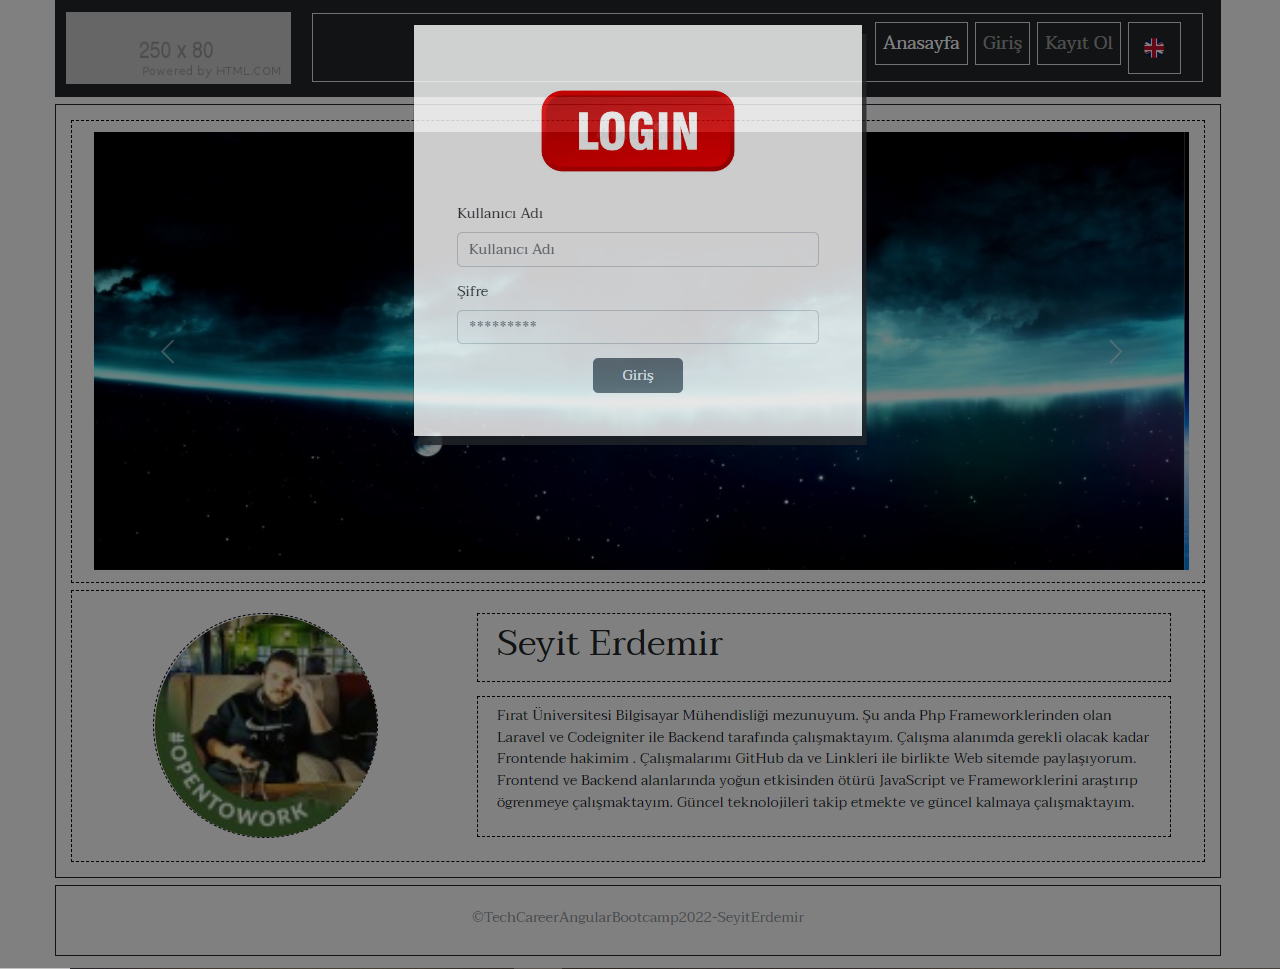 250 x 80
Powered by HTML.COM
Anasayfa
Giriş
Kayıt Ol
LOGIN
Kullanıcı Adı
Kullanıcı Adı
Şifre
*********
Giriş
#OPENTOWORK
Seyit Erdemir
Fırat Üniversitesi Bilgisayar Mühendisliği mezunuyum. Şu anda Php Frameworklerinden olan
Laravel ve Codeigniter ile Backend tarafında çalışmaktayım. Çalışma alanımda gerekli olacak kadar
Frontende hakimim . Çalışmalarımı GitHub da ve Linkleri ile birlikte Web sitemde paylaşıyorum.
Frontend ve Backend alanlarında yoğun etkisinden ötürü JavaScript ve Frameworklerini araştırıp
ögrenmeye çalışmaktayım. Güncel teknolojileri takip etmekte ve güncel kalmaya çalışmaktayım.
©TechCareerAngularBootcamp2022-SeyitErdemir